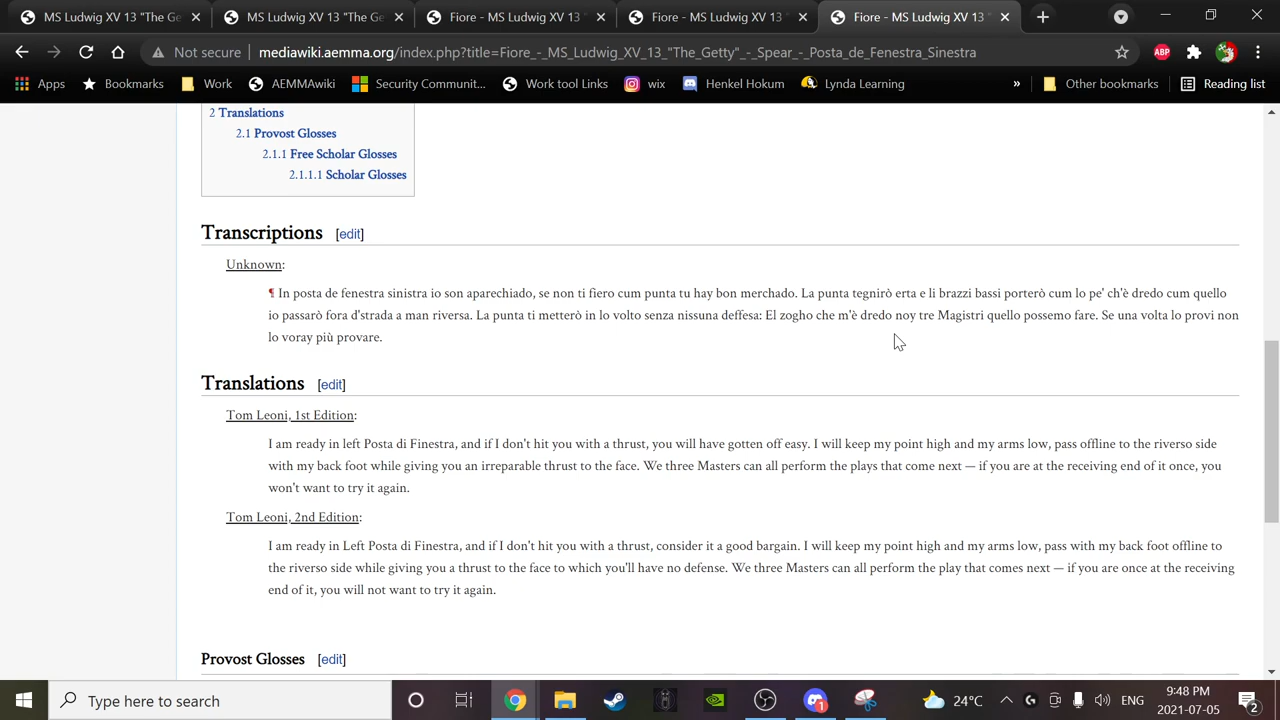 MS Ludwig XV 13 "The Ge
MS Ludwig XV 13 "The Ge
Fiore - MS Ludwig XV 13
Fiore - MS Ludwig XV 13
Fiore - MS Ludwig XV 13
Not secure
mediawiki.aemma.org/index.php?title=Fiore_-_MS_Ludwig_XV_13_"The_Getty"_-_Spear_-_Posta_de_Fenestra_Sinistra
ABP
Apps Bookmarks Work AEMMAwiki Security Communit... Work tool Links wix Henkel Hokum Lynda Learning » Other bookmarks Reading list
2 Translations
2.1 Provost Glosses
2.1.1 Free Scholar Glosses
2.1.1.1 Scholar Glosses
Transcriptions [edit]
Unknown:
¶ In posta de fenestra sinistra io son aparechiado, se non ti fiero cum punta tu hay bon merchado. La punta tegnirò erta e li brazzi bassi porterò cum lo pe' ch'è dredo cum quello
io passarò fora d'strada a man riversa. La punta ti metterò in lo volto senza nissuna deffesa: El zogho che m'è dredo noy tre Magistri quello possemo fare. Se una volta lo provi non
lo voray più provare.
Translations [edit]
Tom Leoni, 1st Edition:
I am ready in left Posta di Finestra, and if I don't hit you with a thrust, you will have gotten off easy. I will keep my point high and my arms low, pass offline to the riverso side
with my back foot while giving you an irreparable thrust to the face. We three Masters can all perform the plays that come next — if you are at the receiving end of it once, you
won't want to try it again.
Tom Leoni, 2nd Edition:
I am ready in Left Posta di Finestra, and if I don't hit you with a thrust, consider it a good bargain. I will keep my point high and my arms low, pass with my back foot offline to
the riverso side while giving you a thrust to the face to which you'll have no defense. We three Masters can all perform the play that comes next — if you are once at the receiving
end of it, you will not want to try it again.
Provost Glosses [edit]
Type here to search
1
24°C
ENG
9:48 PM
2021-07-05
2